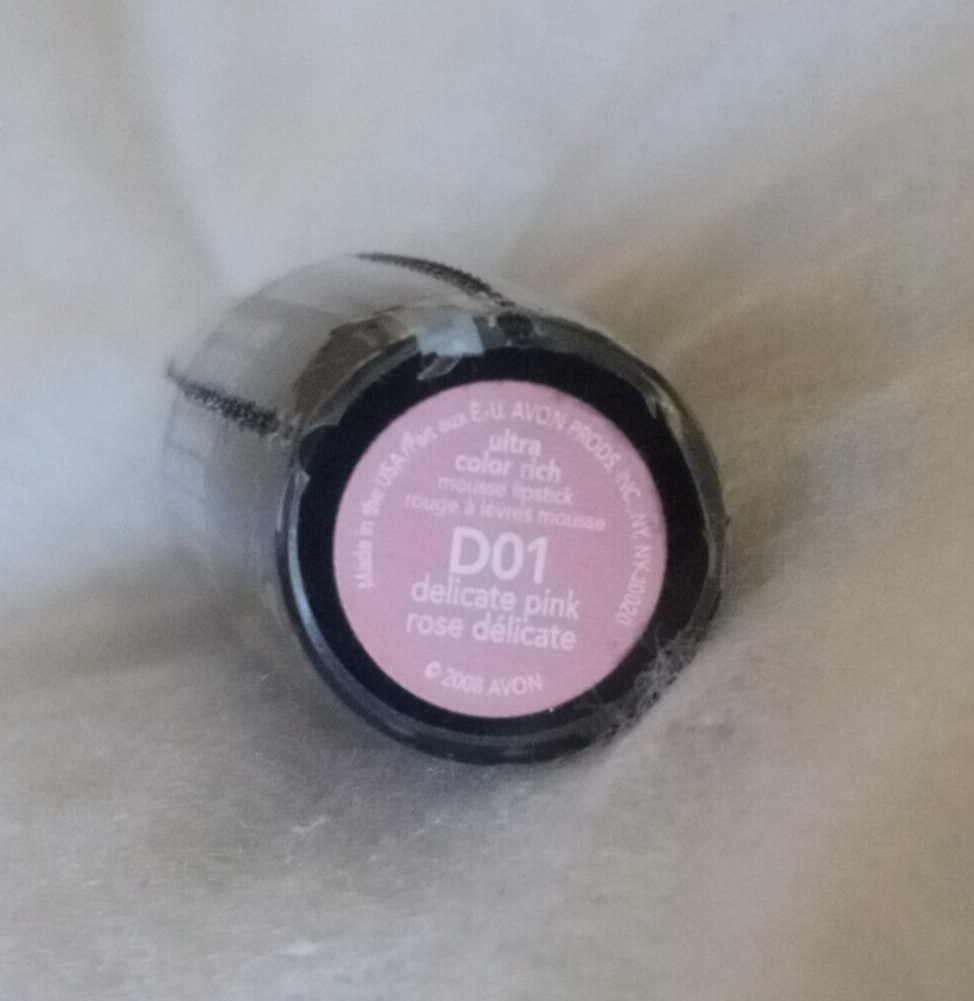 Made in the USA/Fait aux É.-U. AVON PRODS. INC. NY. NY. 10020
ultra
color rich
mousse lipstick
rouge à lèvres mousse
D01
delicate pink
rose délicate
© 2008 AVON